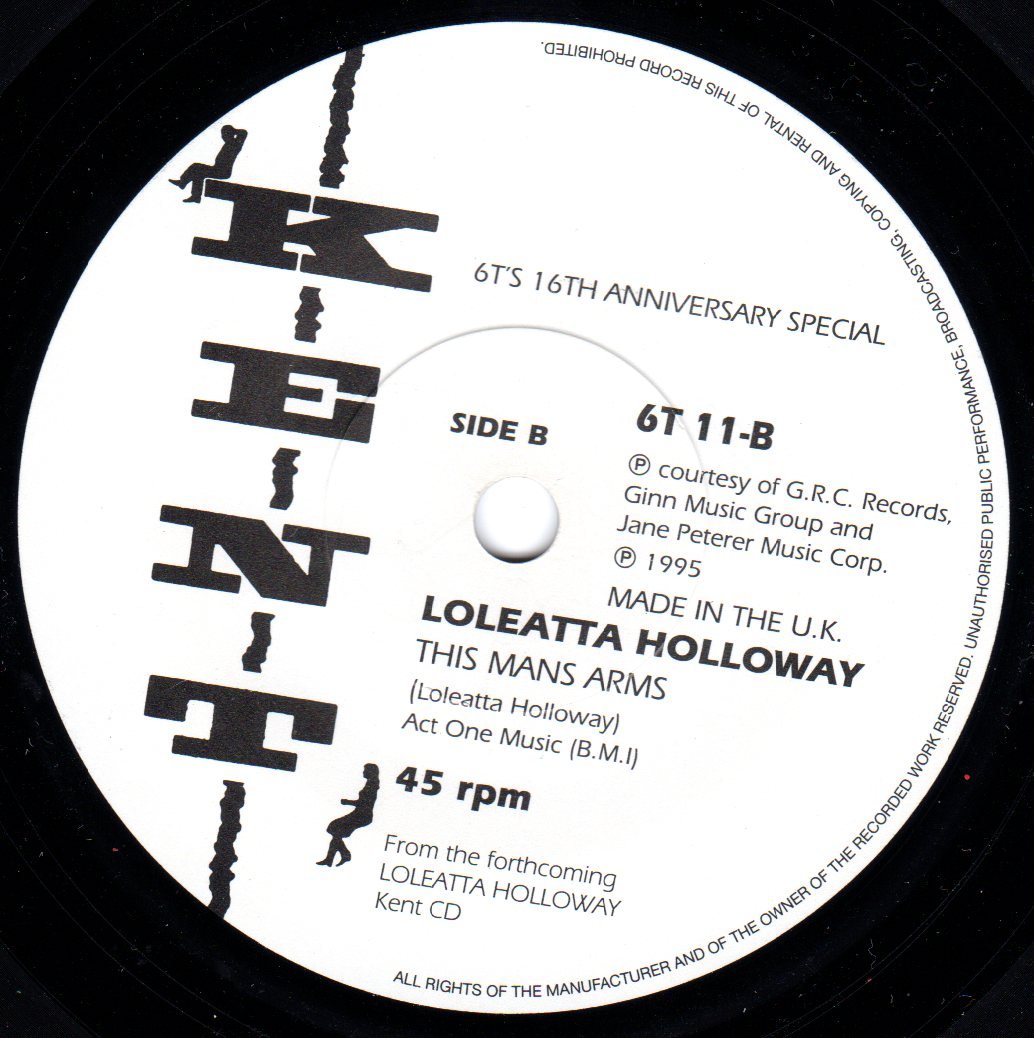 KENT
6T'S 16TH ANNIVERSARY SPECIAL
SIDE B
6T 11-B
℗ courtesy of G.R.C. Records,
Ginn Music Group and
Jane Peterer Music Corp.
℗ 1995
MADE IN THE U.K.
LOLEATTA HOLLOWAY
THIS MANS ARMS
(Loleatta Holloway)
Act One Music (B.M.I)
45 rpm
From the forthcoming
LOLEATTA HOLLOWAY
Kent CD
ALL RIGHTS OF THE MANUFACTURER AND OF THE OWNER OF THE RECORDED WORK RESERVED. UNAUTHORISED PUBLIC PERFORMANCE, BROADCASTING, COPYING AND RENTAL OF THIS RECORD PROHIBITED.